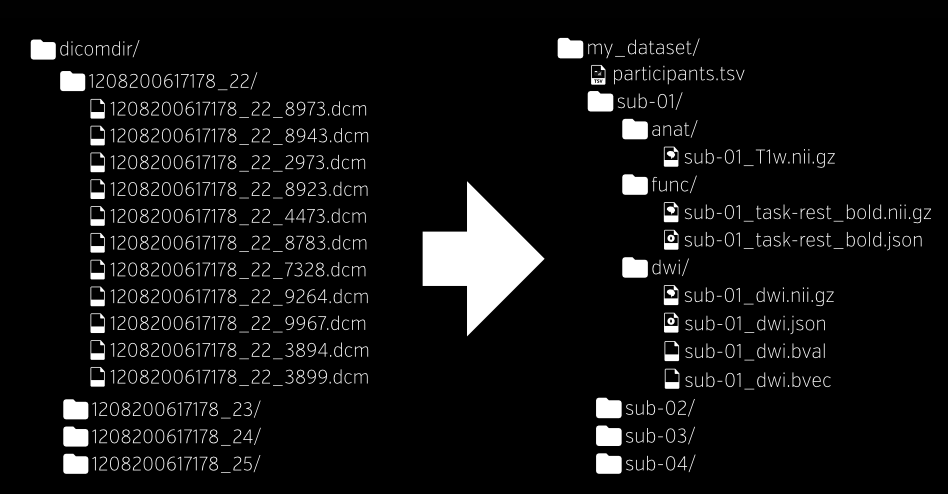 dicomdir/
1208200617178_22/
1208200617178_22_8973.dcm
1208200617178_22_8943.dcm
1208200617178_22_2973.dcm
1208200617178_22_8923.dcm
1208200617178_22_4473.dcm
1208200617178_22_8783.dcm
1208200617178_22_7328.dcm
1208200617178_22_9264.dcm
1208200617178_22_9967.dcm
1208200617178_22_3894.dcm
1208200617178_22_3899.dcm
1208200617178_23/
1208200617178_24/
1208200617178_25/
my_dataset/
TSV
participants.tsv
sub-01/
anat/
sub-01_T1w.nii.gz
func/
sub-01_task-rest_bold.nii.gz
sub-01_task-rest_bold.json
dwi/
sub-01_dwi.nii.gz
sub-01_dwi.json
sub-01_dwi.bval
sub-01_dwi.bvec
sub-02/
sub-03/
sub-04/